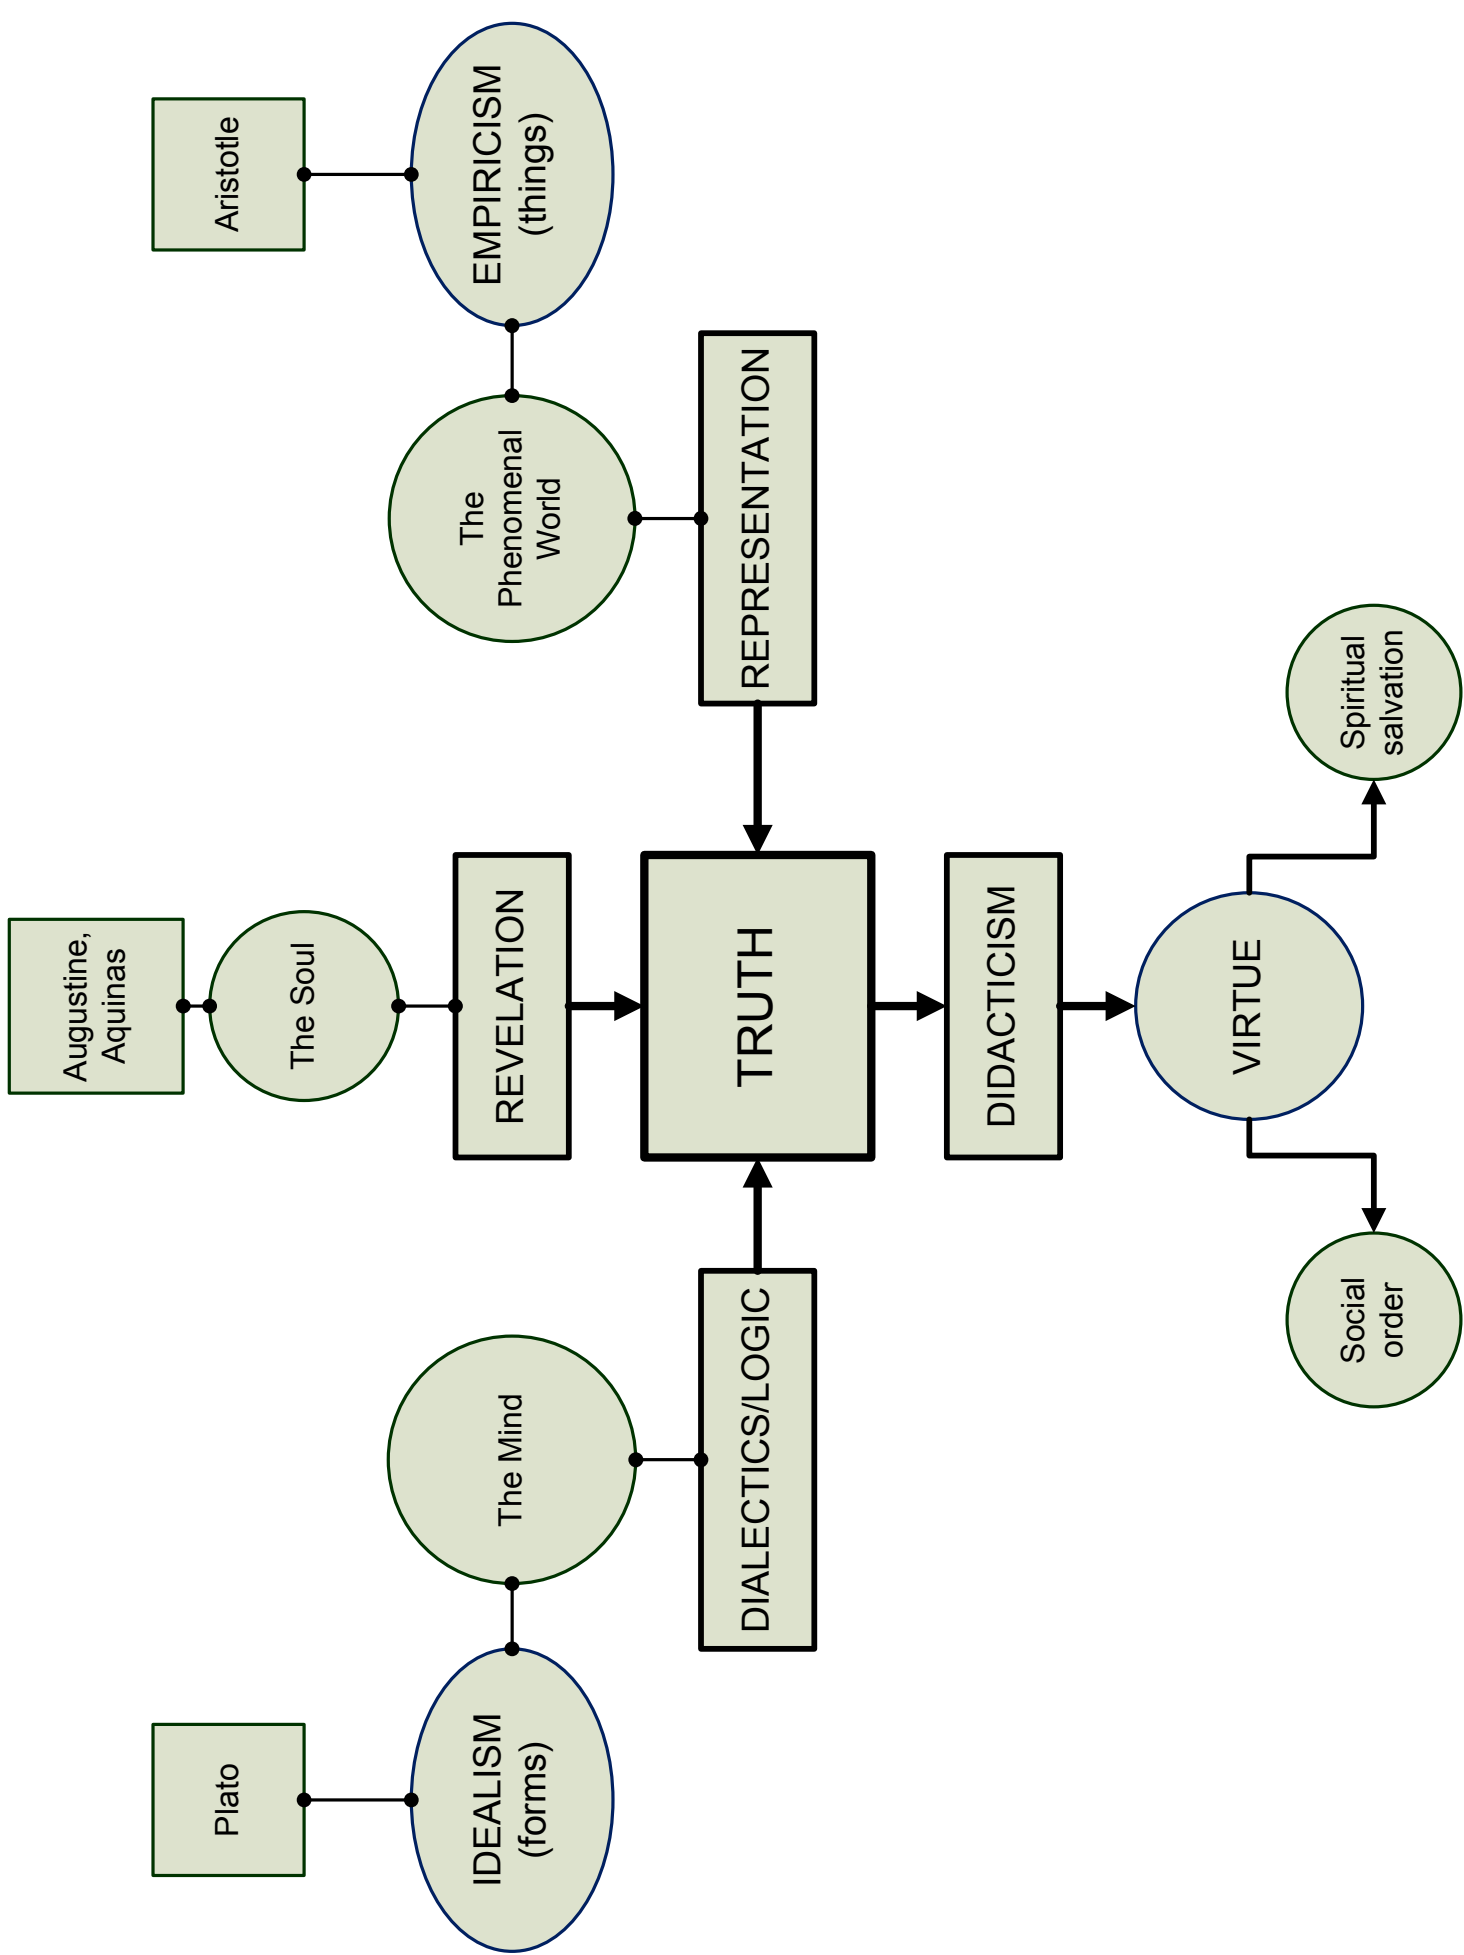 Augustine,
Aquinas
Plato
Aristotle
The Soul
IDEALISM
(forms)
The Mind
REVELATION
The
Phenomenal
World
EMPIRICISM
(things)
DIALECTICS/LOGIC
TRUTH
REPRESENTATION
DIDACTICISM
VIRTUE
Social
order
Spiritual
salvation